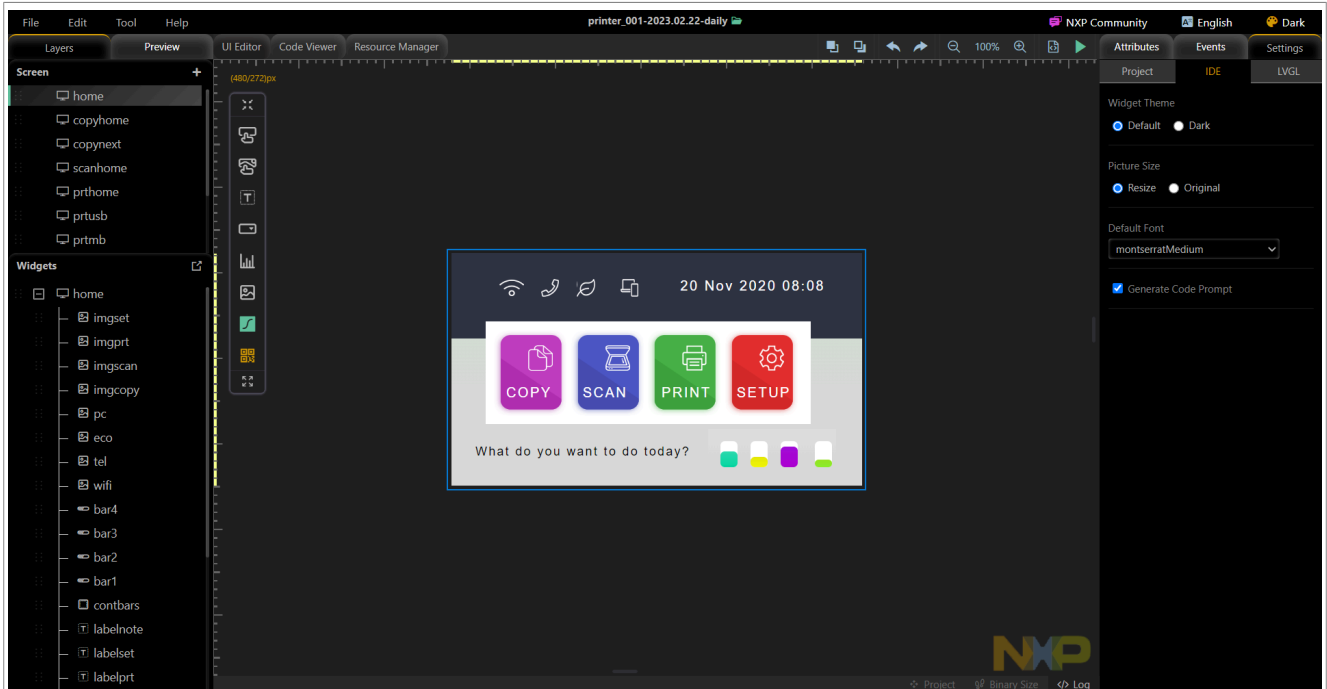 File Edit Tool Help printer_001-2023.02.22-daily NXP Community English Dark
Layers Preview UI Editor Code Viewer Resource Manager 100% Attributes Events Settings
Screen +
(480/272)px
Project IDE LVGL
home
copyhome
copynext
scanhome
prthome
prtusb
prtmb
Widgets
home
imgset
imgprt
imgscan
imgcopy
pc
eco
tel
wifi
bar4
bar3
bar2
bar1
contbars
labelnote
labelset
labelprt
20 Nov 2020 08:08
COPY SCAN PRINT SETUP
What do you want to do today?
Widget Theme
Default Dark
Picture Size
Resize Original
Default Font
montserratMedium
Generate Code Prompt
NXP
Project Binary Size </> Log